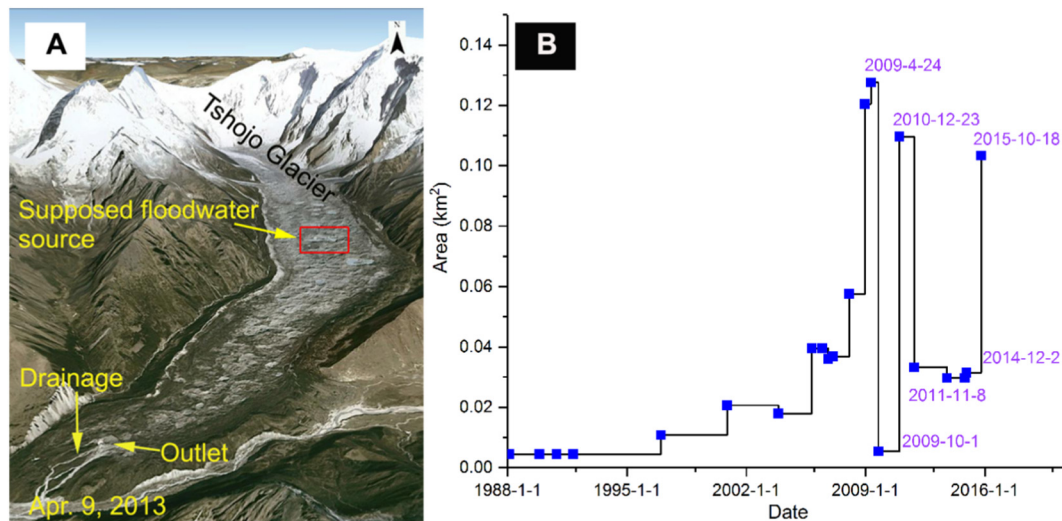 A
N
Tshojo Glacier
Supposed floodwater
source
Drainage
Outlet
Apr. 9, 2013
B
0.14
0.12
0.10
0.08
0.06
0.04
0.02
0.00
Area (km²)
2009-4-24
2010-12-23
2015-10-18
2014-12-2
2011-11-8
2009-10-1
1988-1-1
1995-1-1
2002-1-1
2009-1-1
2016-1-1
Date